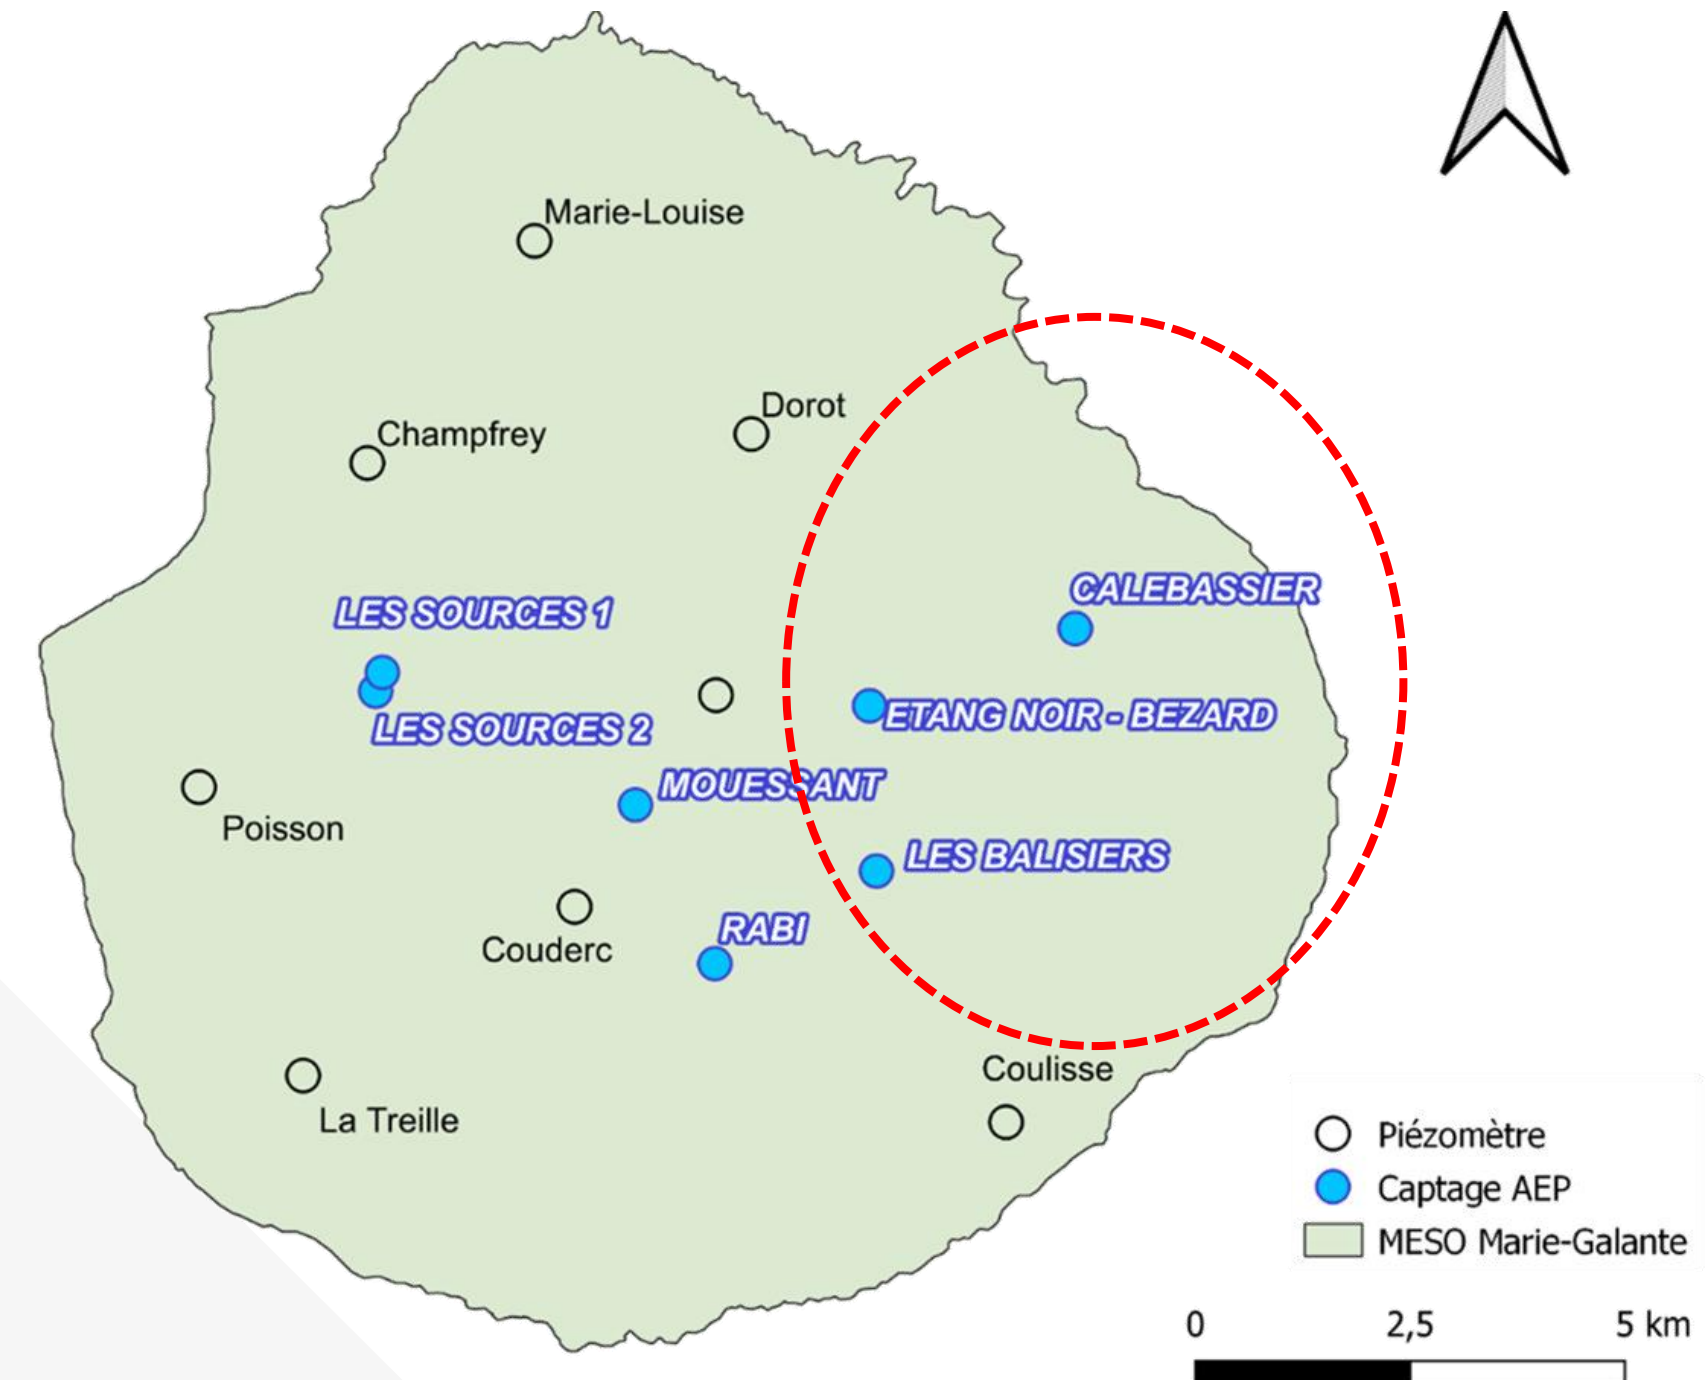 Marie-Louise
Dorot
Champfrey
CALEBASSIER
LES SOURCES 1
ETANG NOIR - BEZARD
LES SOURCES 2
MOUESSANT
Poisson
LES BALISIERS
RABI
Couderc
Coulisse
La Treille
Piézomètre
Captage AEP
MESO Marie-Galante
0 2,5 5 km